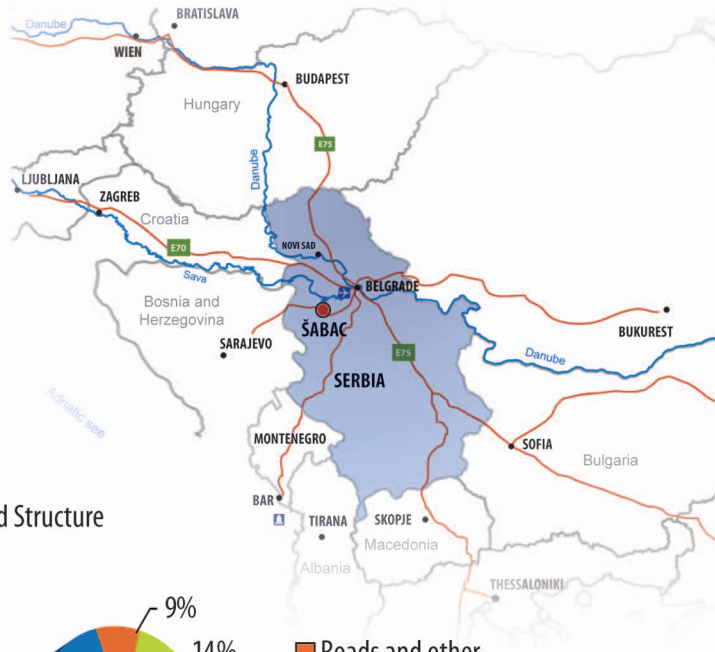 BRATISLAVA
Danube
WIEN
BUDAPEST
Hungary
E75
Danube
LJUBLJANA
ZAGREB
Croatia
E70
NOVI SAD
Sava
BELGRADE
Bosnia and
Herzegovina
ŠABAC
BUKUREST
SARAJEVO
E75
Danube
SERBIA
Adriatic see
MONTENEGRO
SOFIA
Bulgaria
BAR
d Structure
TIRANA
SKOPJE
Macedonia
Albania
THESSALONIKI
9%
14%
Roads and other